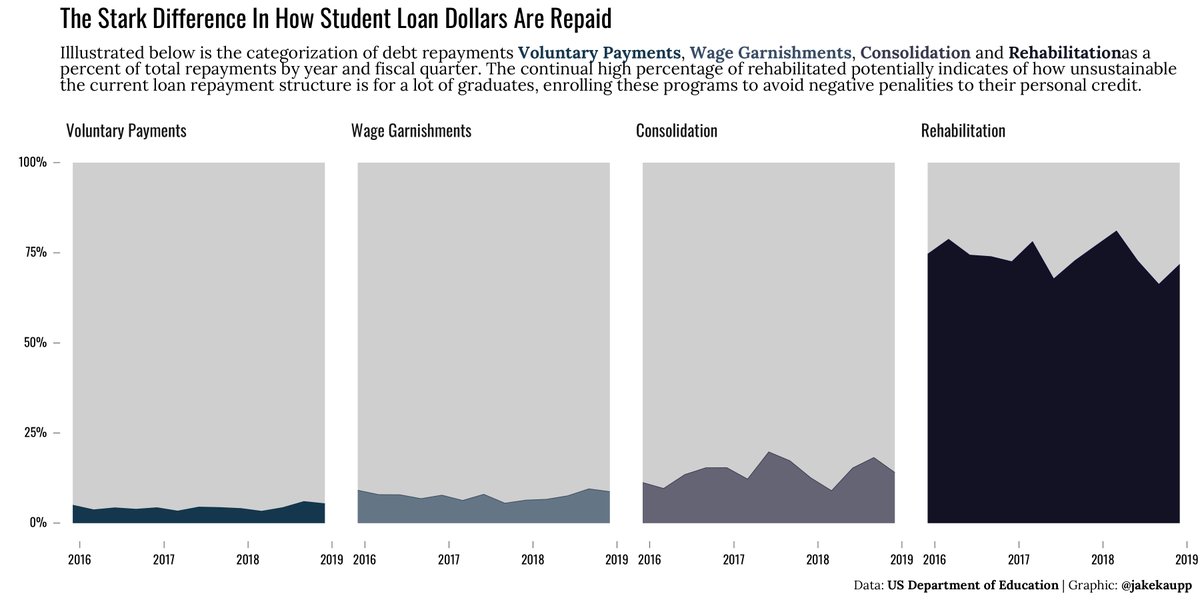 The Stark Difference In How Student Loan Dollars Are Repaid
Illlustrated below is the categorization of debt repayments Voluntary Payments, Wage Garnishments, Consolidation and Rehabilitationas a
percent of total repayments by year and fiscal quarter. The continual high percentage of rehabilitated potentially indicates of how unsustainable
the current loan repayment structure is for a lot of graduates, enrolling these programs to avoid negative penalities to their personal credit.
Voluntary Payments
Wage Garnishments
Consolidation
Rehabilitation
100%
75%
50%
25%
0%
2016 2017 2018 2019
2016 2017 2018 2019
2016 2017 2018 2019
2016 2017 2018 2019
Data: US Department of Education | Graphic: @jakekaupp